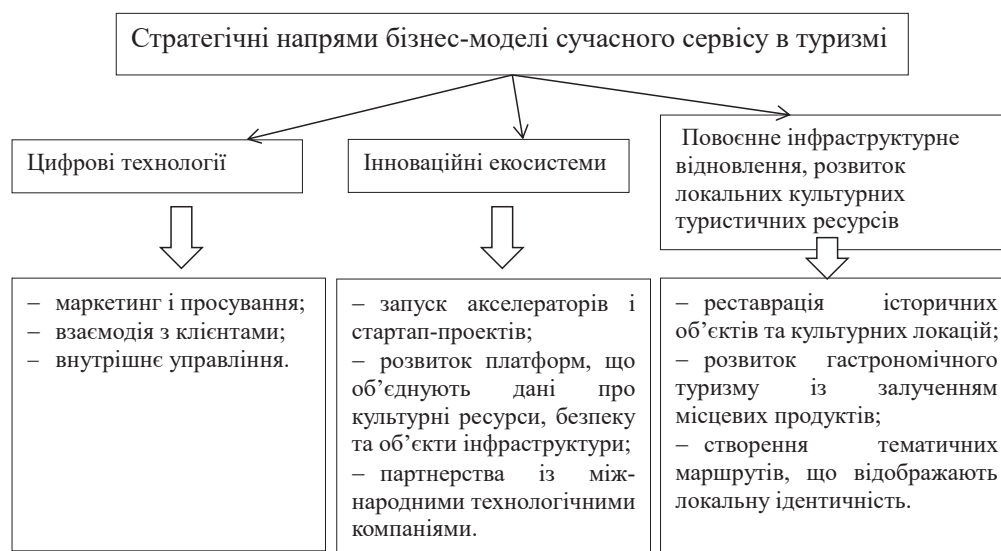 Стратегічні напрями бізнес-моделі сучасного сервісу в туризмі
Цифрові технології
Інноваційні екосистеми
Повоєнне інфраструктурне
відновлення, розвиток
локальних культурних
туристичних ресурсів
– маркетинг і просування;
– взаємодія з клієнтами;
– внутрішнє управління.
– запуск акселераторів і
стартап-проектів;
– розвиток платформ, що
об’єднують дані про
культурні ресурси, безпеку
та об’єкти інфраструктури;
– партнерства із між-
народними технологічними
компаніями.
– реставрація історичних
об’єктів та культурних локацій;
– розвиток гастрономічного
туризму із залученням
місцевих продуктів;
– створення тематичних
маршрутів, що відображають
локальну ідентичність.